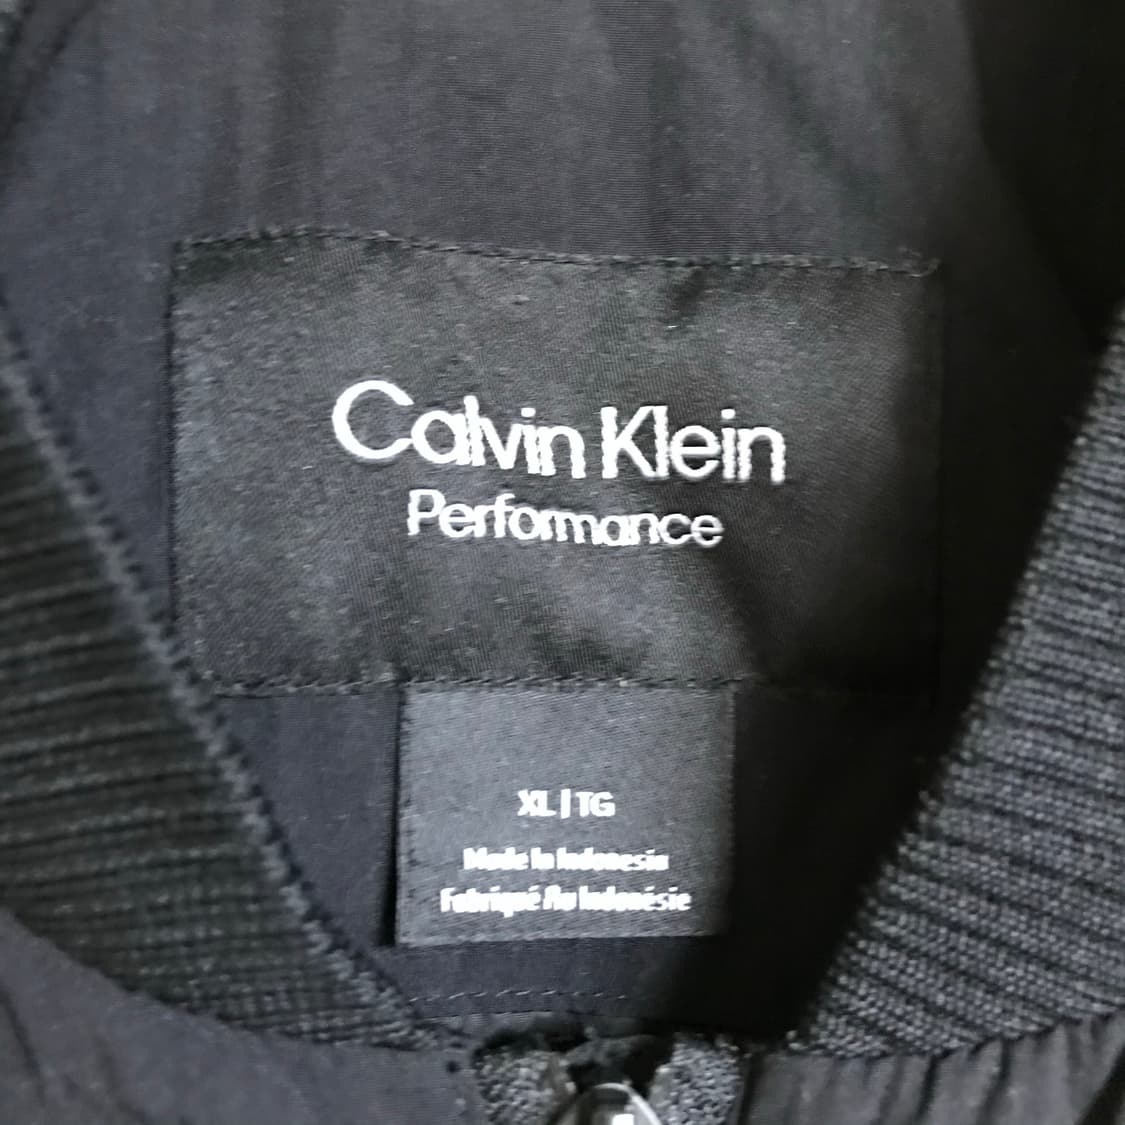 Calvin Klein
Performance
XL | TG
Made In Indonesia
Fabriqué Au Indonésie